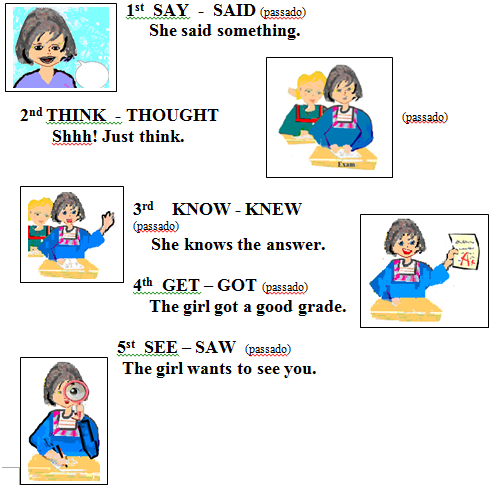 1st SAY - SAID (passado)
She said something.
2nd THINK - THOUGHT (passado)
Shhh! Just think.
Exam
3rd KNOW - KNEW
(passado)
She knows the answer.
4th GET – GOT (passado)
The girl got a good grade.
A+
5st SEE – SAW (passado)
The girl wants to see you.